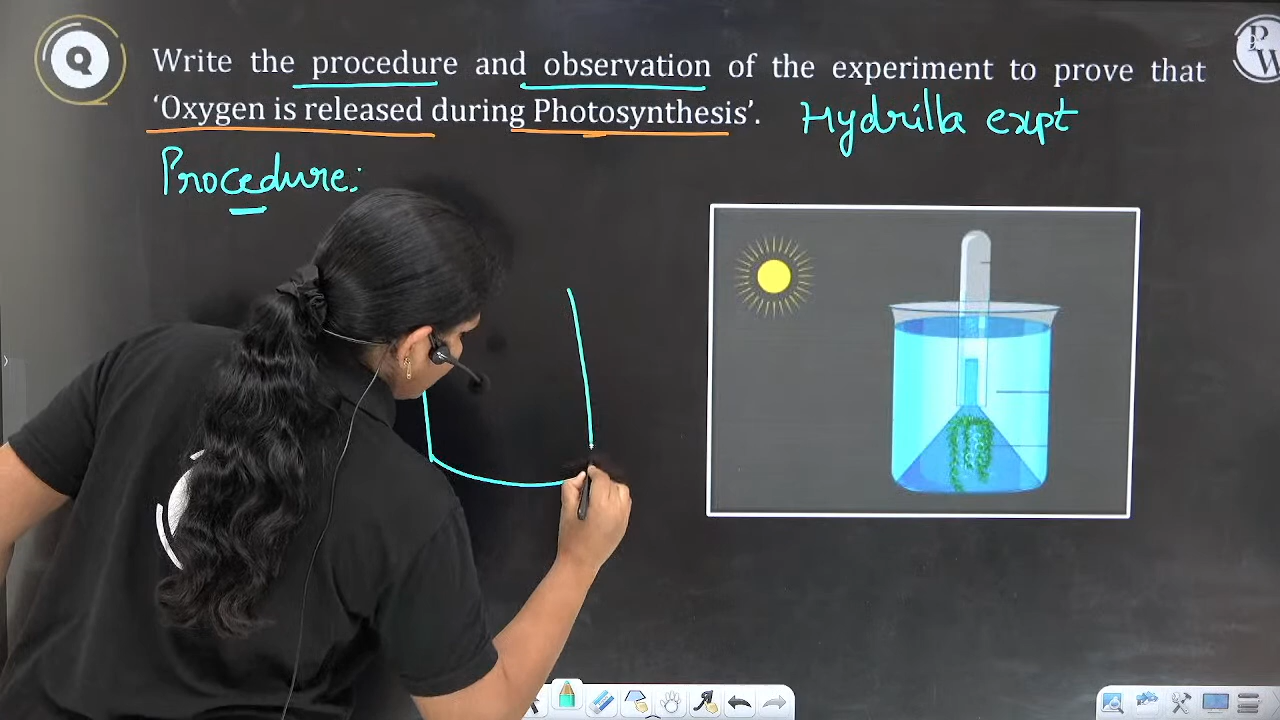 Q
Write the procedure and observation of the experiment to prove that
'Oxygen is released during Photosynthesis'. Hydrilla expt
Procedure:
P
W